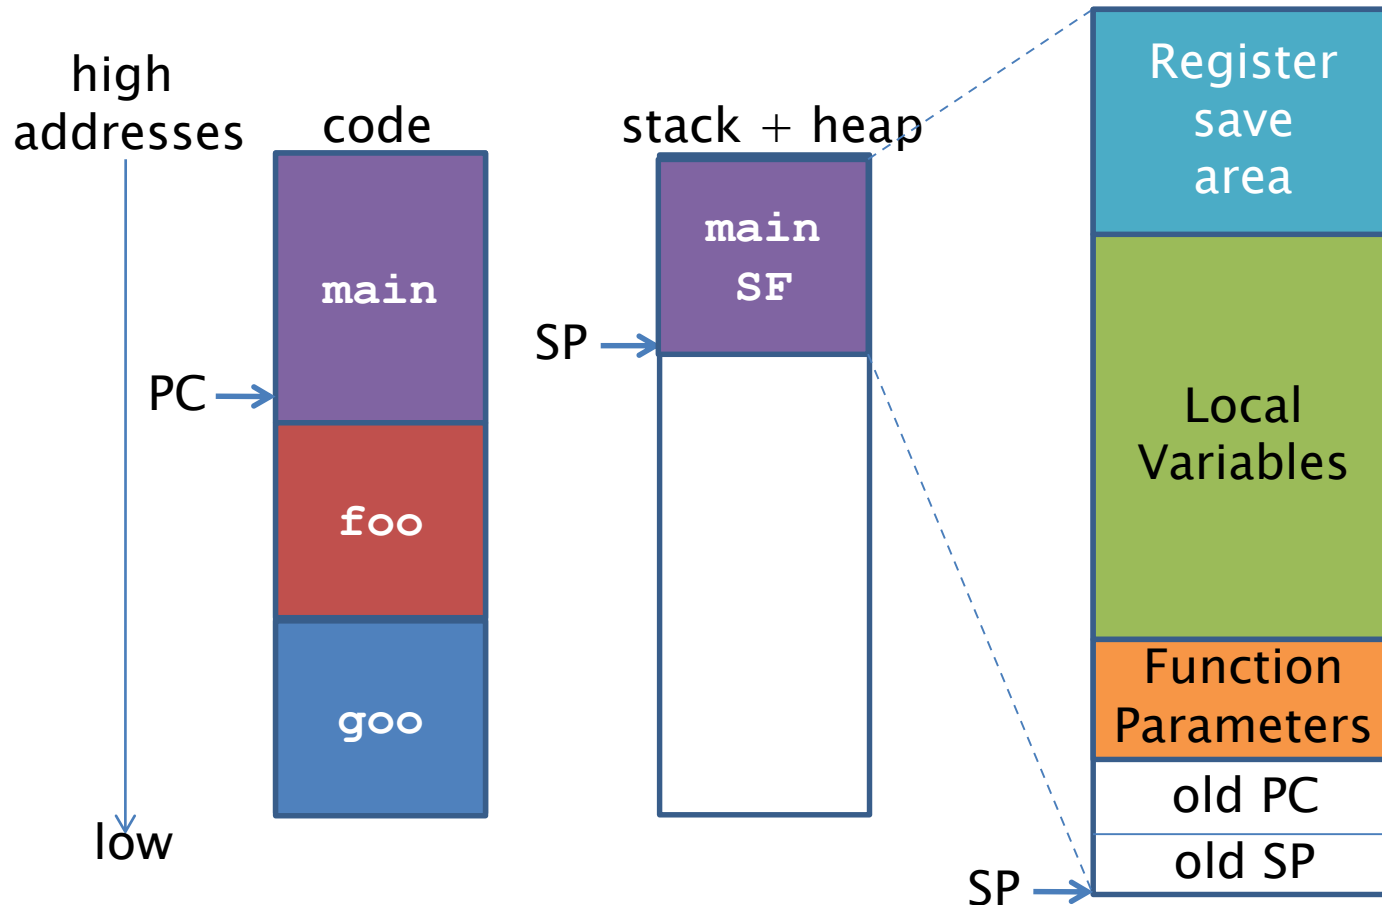 high
addresses
low
code
main
foo
goo
PC
stack + heap
main
SF
SP
Register
save
area
Local
Variables
Function
Parameters
old PC
old SP
SP